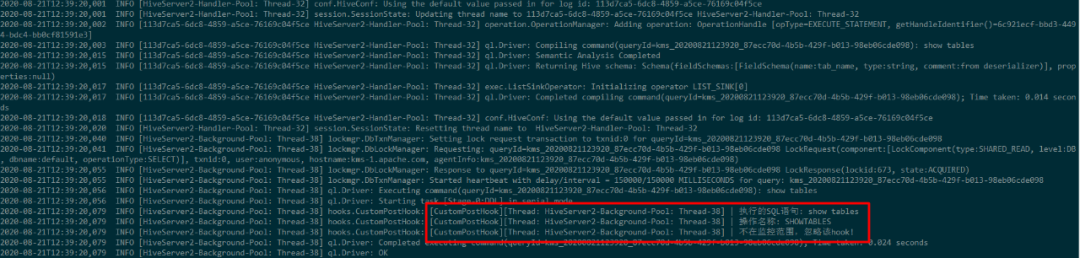 2020-08-21T12:39:20,001 INFO [HiveServer2-Handler-Pool: Thread-32] conf.HiveConf: Using the default value passed in for log id: 113d7ca5-6dc8-4859-a5ce-76169c04f5ce
2020-08-21T12:39:20,001 INFO [HiveServer2-Handler-Pool: Thread-32] session.SessionState: Updating thread name to 113d7ca5-6dc8-4859-a5ce-76169c04f5ce HiveServer2-Handler-Pool: Thread-32
2020-08-21T12:39:20,002 INFO [113d7ca5-6dc8-4859-a5ce-76169c04f5ce HiveServer2-Handler-Pool: Thread-32] operation.OperationManager: Adding operation: OperationHandle [opType=EXECUTE_STATEMENT, getHandleIdentifier()=6c921ecf-bbd3-449
4-bdc4-bb0cf81591e3]
2020-08-21T12:39:20,003 INFO [113d7ca5-6dc8-4859-a5ce-76169c04f5ce HiveServer2-Handler-Pool: Thread-32] ql.Driver: Compiling command(queryId=kms_20200821123920_87ecc70d-4b5b-429f-b013-98eb06cde098): show tables
2020-08-21T12:39:20,015 INFO [113d7ca5-6dc8-4859-a5ce-76169c04f5ce HiveServer2-Handler-Pool: Thread-32] ql.Driver: Semantic Analysis Completed
2020-08-21T12:39:20,015 INFO [113d7ca5-6dc8-4859-a5ce-76169c04f5ce HiveServer2-Handler-Pool: Thread-32] ql.Driver: Returning Hive schema: Schema(fieldSchemas:[FieldSchema(name:tab_name, type:string, comment:from deserializer)], prop
erties:null)
2020-08-21T12:39:20,017 INFO [113d7ca5-6dc8-4859-a5ce-76169c04f5ce HiveServer2-Handler-Pool: Thread-32] exec.ListSinkOperator: Initializing operator LIST_SINK[0]
2020-08-21T12:39:20,017 INFO [113d7ca5-6dc8-4859-a5ce-76169c04f5ce HiveServer2-Handler-Pool: Thread-32] ql.Driver: Completed compiling command(queryId=kms_20200821123920_87ecc70d-4b5b-429f-b013-98eb06cde098); Time taken: 0.014 secon
ds
2020-08-21T12:39:20,018 INFO [113d7ca5-6dc8-4859-a5ce-76169c04f5ce HiveServer2-Handler-Pool: Thread-32] conf.HiveConf: Using the default value passed in for log id: 113d7ca5-6dc8-4859-a5ce-76169c04f5ce
2020-08-21T12:39:20,020 INFO [113d7ca5-6dc8-4859-a5ce-76169c04f5ce HiveServer2-Handler-Pool: Thread-32] session.SessionState: Resetting thread name to HiveServer2-Handler-Pool: Thread-32
2020-08-21T12:39:20,040 INFO [HiveServer2-Background-Pool: Thread-38] lockmgr.DbTxnManager: Setting lock request transaction to txnid:0 for queryId=kms_20200821123920_87ecc70d-4b5b-429f-b013-98eb06cde098
2020-08-21T12:39:20,041 INFO [HiveServer2-Background-Pool: Thread-38] lockmgr.DbLockManager: Requesting: queryId=kms_20200821123920_87ecc70d-4b5b-429f-b013-98eb06cde098 LockRequest(component:[LockComponent(type:SHARED_READ, level:DB
, dbname:default, operationType:SELECT)], txnid:0, user:anonymous, hostname:kms-1.apache.com, agentInfo:kms_20200821123920_87ecc70d-4b5b-429f-b013-98eb06cde098)
2020-08-21T12:39:20,055 INFO [HiveServer2-Background-Pool: Thread-38] lockmgr.DbLockManager: Response to queryId=kms_20200821123920_87ecc70d-4b5b-429f-b013-98eb06cde098 LockResponse(lockid:673, state:ACQUIRED)
2020-08-21T12:39:20,055 INFO [HiveServer2-Background-Pool: Thread-38] lockmgr.DbTxnManager: Started heartbeat with delay/interval = 150000/150000 MILLISECONDS for query: kms_20200821123920_87ecc70d-4b5b-429f-b013-98eb06cde098
2020-08-21T12:39:20,056 INFO [HiveServer2-Background-Pool: Thread-38] ql.Driver: Executing command(queryId=kms_20200821123920_87ecc70d-4b5b-429f-b013-98eb06cde098): show tables
2020-08-21T12:39:20,056 INFO [HiveServer2-Background-Pool: Thread-38] ql.Driver: Starting task [Stage-0:DDL] in serial mode
2020-08-21T12:39:20,079 INFO [HiveServer2-Background-Pool: Thread-38] hooks.CustomPostHook: [CustomPostHook][Thread: HiveServer2-Background-Pool: Thread-38] | 执行的SQL语句: show tables
2020-08-21T12:39:20,079 INFO [HiveServer2-Background-Pool: Thread-38] hooks.CustomPostHook: [CustomPostHook][Thread: HiveServer2-Background-Pool: Thread-38] | 操作名称: SHOWTABLES
2020-08-21T12:39:20,079 INFO [HiveServer2-Background-Pool: Thread-38] hooks.CustomPostHook: [CustomPostHook][Thread: HiveServer2-Background-Pool: Thread-38] | 不在监控范围，忽略该hook!
2020-08-21T12:39:20,079 INFO [HiveServer2-Background-Pool: Thread-38] ql.Driver: Completed executing command(queryId=kms_20200821123920_87ecc70d-4b5b-429f-b013-98eb06cde098); Time taken: 0.024 seconds
2020-08-21T12:39:20,079 INFO [HiveServer2-Background-Pool: Thread-38] ql.Driver: OK